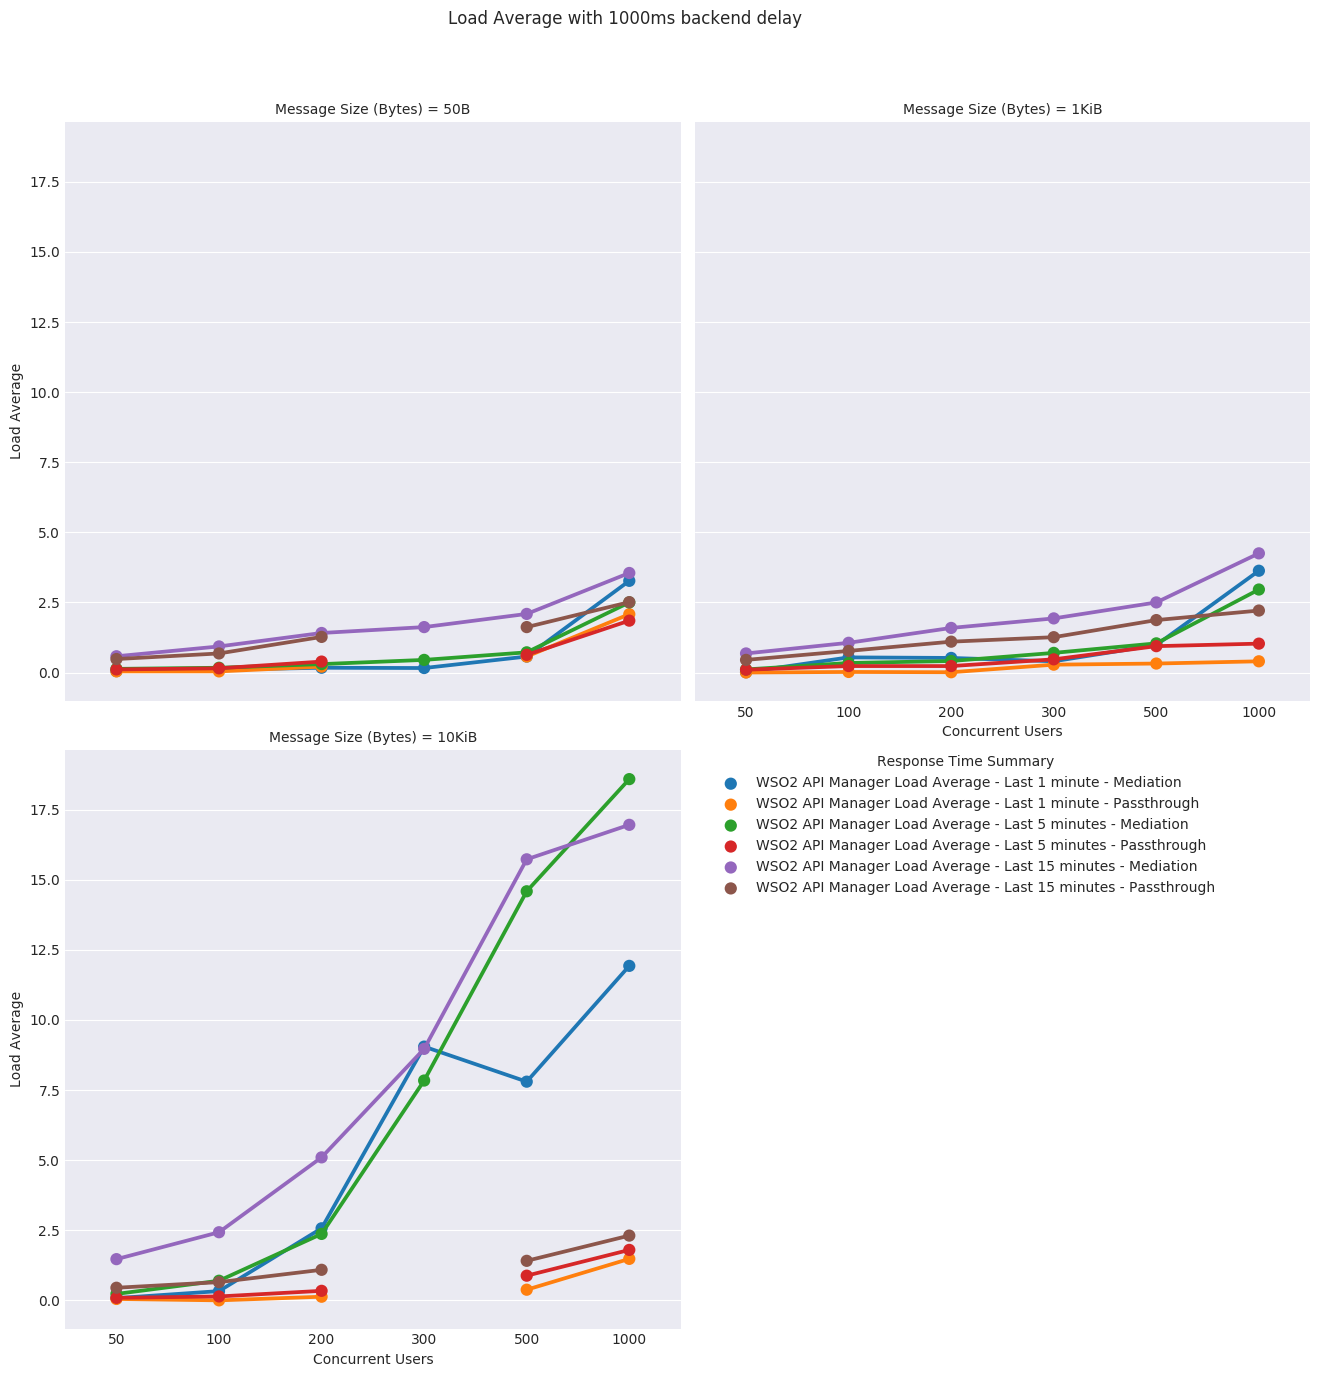 Load Average with 1000ms backend delay
Message Size (Bytes) = 50B
17.5
15.0
12.5
10.0
7.5
5.0
2.5
0.0
Load Average
Message Size (Bytes) = 1KiB
50 100 200 300 500 1000
Concurrent Users
Message Size (Bytes) = 10KiB
17.5
15.0
12.5
10.0
7.5
5.0
2.5
0.0
Load Average
50 100 200 300 500 1000
Concurrent Users
Response Time Summary
WSO2 API Manager Load Average - Last 1 minute - Mediation
WSO2 API Manager Load Average - Last 1 minute - Passthrough
WSO2 API Manager Load Average - Last 5 minutes - Mediation
WSO2 API Manager Load Average - Last 5 minutes - Passthrough
WSO2 API Manager Load Average - Last 15 minutes - Mediation
WSO2 API Manager Load Average - Last 15 minutes - Passthrough